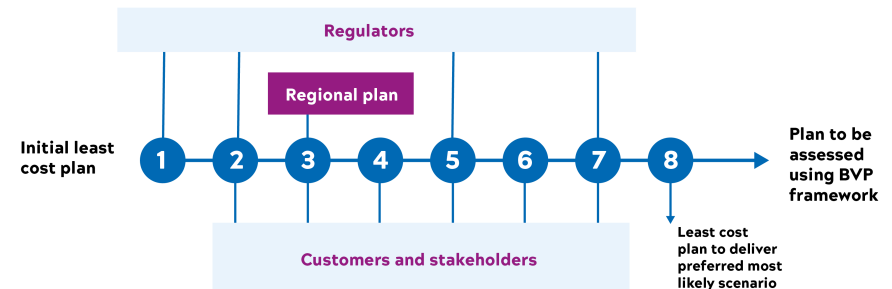 Regulators
Regional plan
Initial least
cost plan
1 2 3 4 5 6 7 8
Plan to be
assessed
using BVP
framework
Customers and stakeholders
Least cost
plan to deliver
preferred most
likely scenario